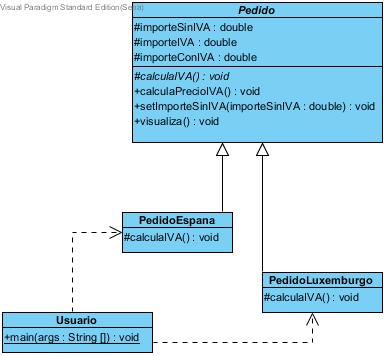 Visual Paradigm Standard Edition(Sena)
Pedido
#importeSinIVA : double
#importeIVA : double
#importeConIVA : double
#calculaIVA() : void
+calculaPrecioIVA() : void
+setImporteSinIVA(importeSinIVA : double) : void
+visualiza() : void
PedidoEspana
#calculaIVA() : void
PedidoLuxemburgo
#calculaIVA() : void
Usuario
+main(args : String []) : void